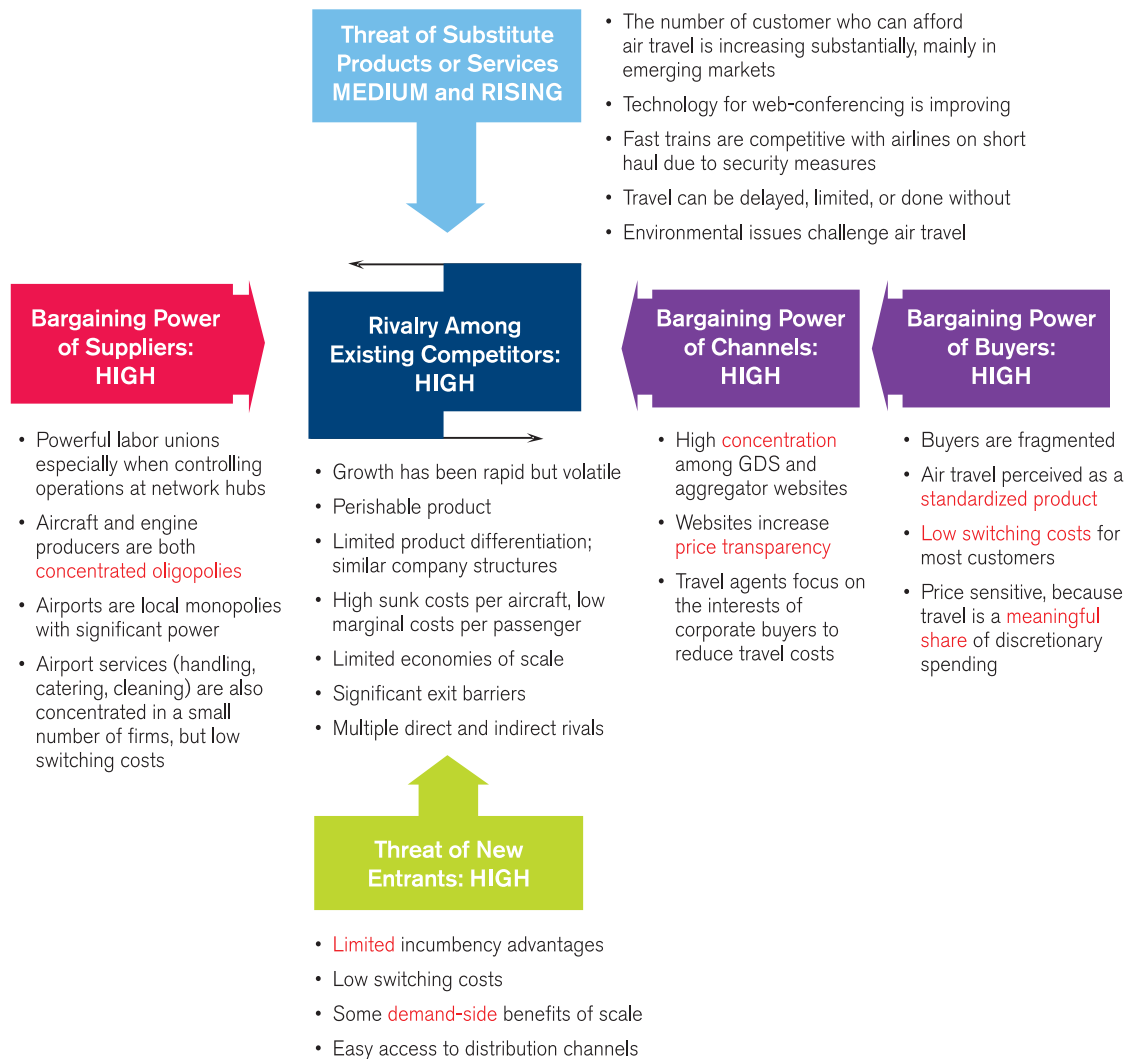 Threat of Substitute
Products or Services
MEDIUM and RISING
• The number of customer who can afford
air travel is increasing substantially, mainly in
emerging markets
• Technology for web-conferencing is improving
• Fast trains are competitive with airlines on short
haul due to security measures
• Travel can be delayed, limited, or done without
• Environmental issues challenge air travel
Bargaining Power
of Suppliers:
HIGH
• Powerful labor unions
especially when controlling
operations at network hubs
• Aircraft and engine
producers are both
concentrated oligopolies
• Airports are local monopolies
with significant power
• Airport services (handling,
catering, cleaning) are also
concentrated in a small
number of firms, but low
switching costs
Rivalry Among
Existing Competitors:
HIGH
• Growth has been rapid but volatile
• Perishable product
• Limited product differentiation;
similar company structures
• High sunk costs per aircraft, low
marginal costs per passenger
• Limited economies of scale
• Significant exit barriers
• Multiple direct and indirect rivals
Bargaining Power
of Channels:
HIGH
• High concentration
among GDS and
aggregator websites
• Websites increase
price transparency
• Travel agents focus on
the interests of
corporate buyers to
reduce travel costs
Bargaining Power
of Buyers:
HIGH
• Buyers are fragmented
• Air travel perceived as a
standardized product
• Low switching costs for
most customers
• Price sensitive, because
travel is a meaningful
share of discretionary
spending
Threat of New
Entrants: HIGH
• Limited incumbency advantages
• Low switching costs
• Some demand-side benefits of scale
• Easy access to distribution channels